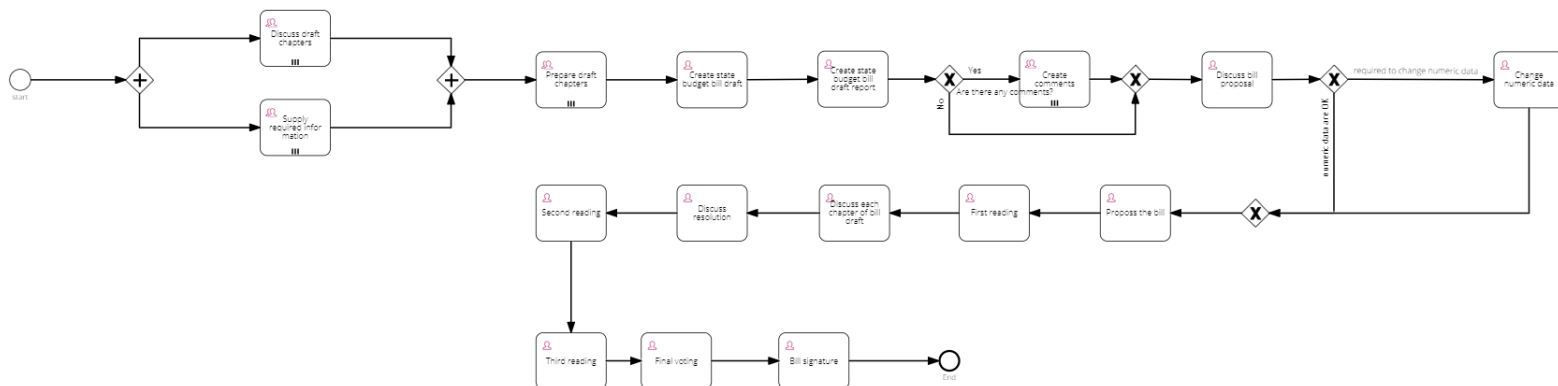 start
Discuss draft
chapters
Supply
required infor
mation
Prepare draft
chapters
Create state
budget bill draft
Create state
budget bill
draft report
Yes
No
Are there any comments?
Create
comments
Discuss bill
proposal
required to change numeric data
numeric data are OK
Change
numeric data
Proposs the bill
First reading
Discuss each
chapter of bill
draft
Discuss
resolution
Second reading
Third reading
Final voting
Bill signature
End